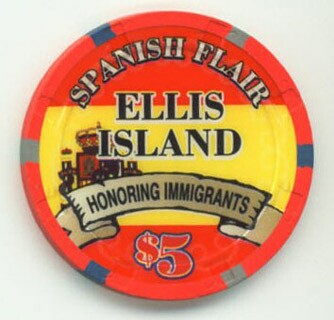 SPANISH FLAIR
ELLIS
ISLAND
HONORING IMMIGRANTS
$5